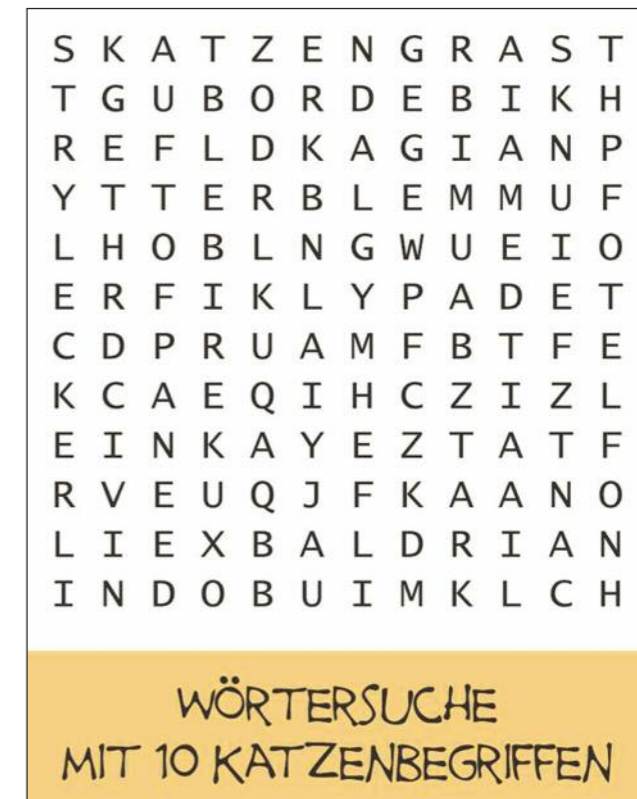 S K A T Z E N G R A S T
T G U B O R D E B I K H
R E F L D K A G I A N P
Y T T E R B L E M M U F
L H O B L N G W U E I O
E R F I K L Y P A D E T
C D P R U A M F B T F E
K C A E Q I H C Z I Z L
E I N K A Y E Z T A T F
R V E U Q J F K A A N O
L I E X B A L D R I A N
I N D O B U I M K L C H
WÖRTERSUCHE
MIT 10 KATZENBEGRIFFEN